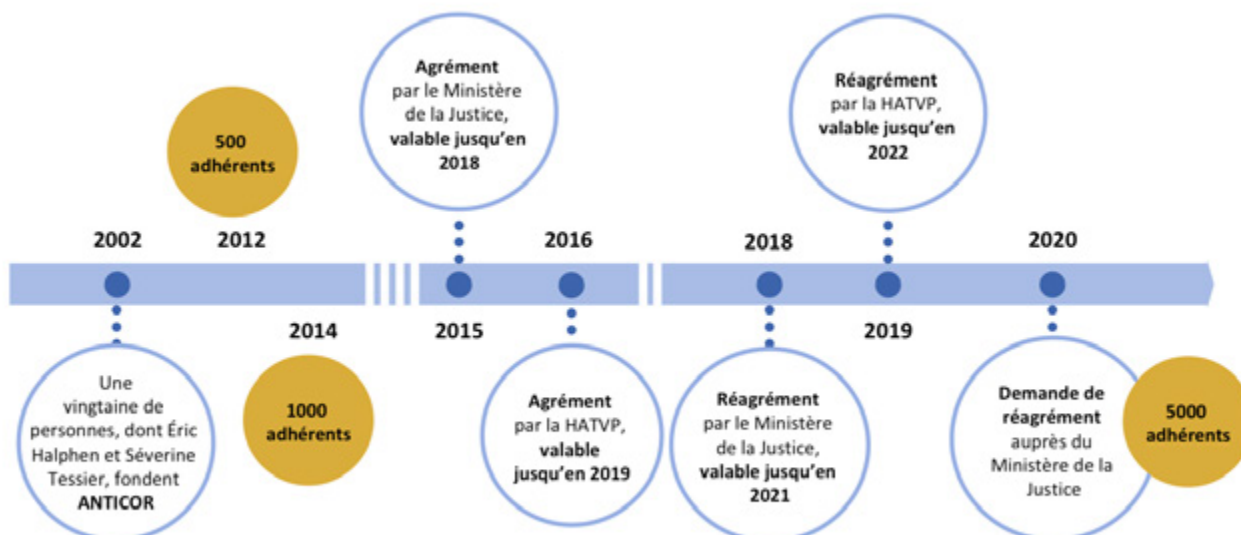 500
adhérents
Agrément
par le Ministère
de la Justice,
valable jusqu'en
2018
Réagrément
par la HATVP,
valable jusqu'en
2022
2002
2012
2016
2018
2020
2014
2015
2019
Une
vingtaine de
personnes, dont Éric
Halphen et Séverine
Tessier, fondent
ANTICOR
1000
adhérents
Agrément
par la HATVP,
valable
jusqu'en 2019
Réagrément
par le Ministère
de la Justice,
valable jusqu'en
2021
Demande de
réagrément
auprès du
Ministère de la
Justice
5000
adhérents